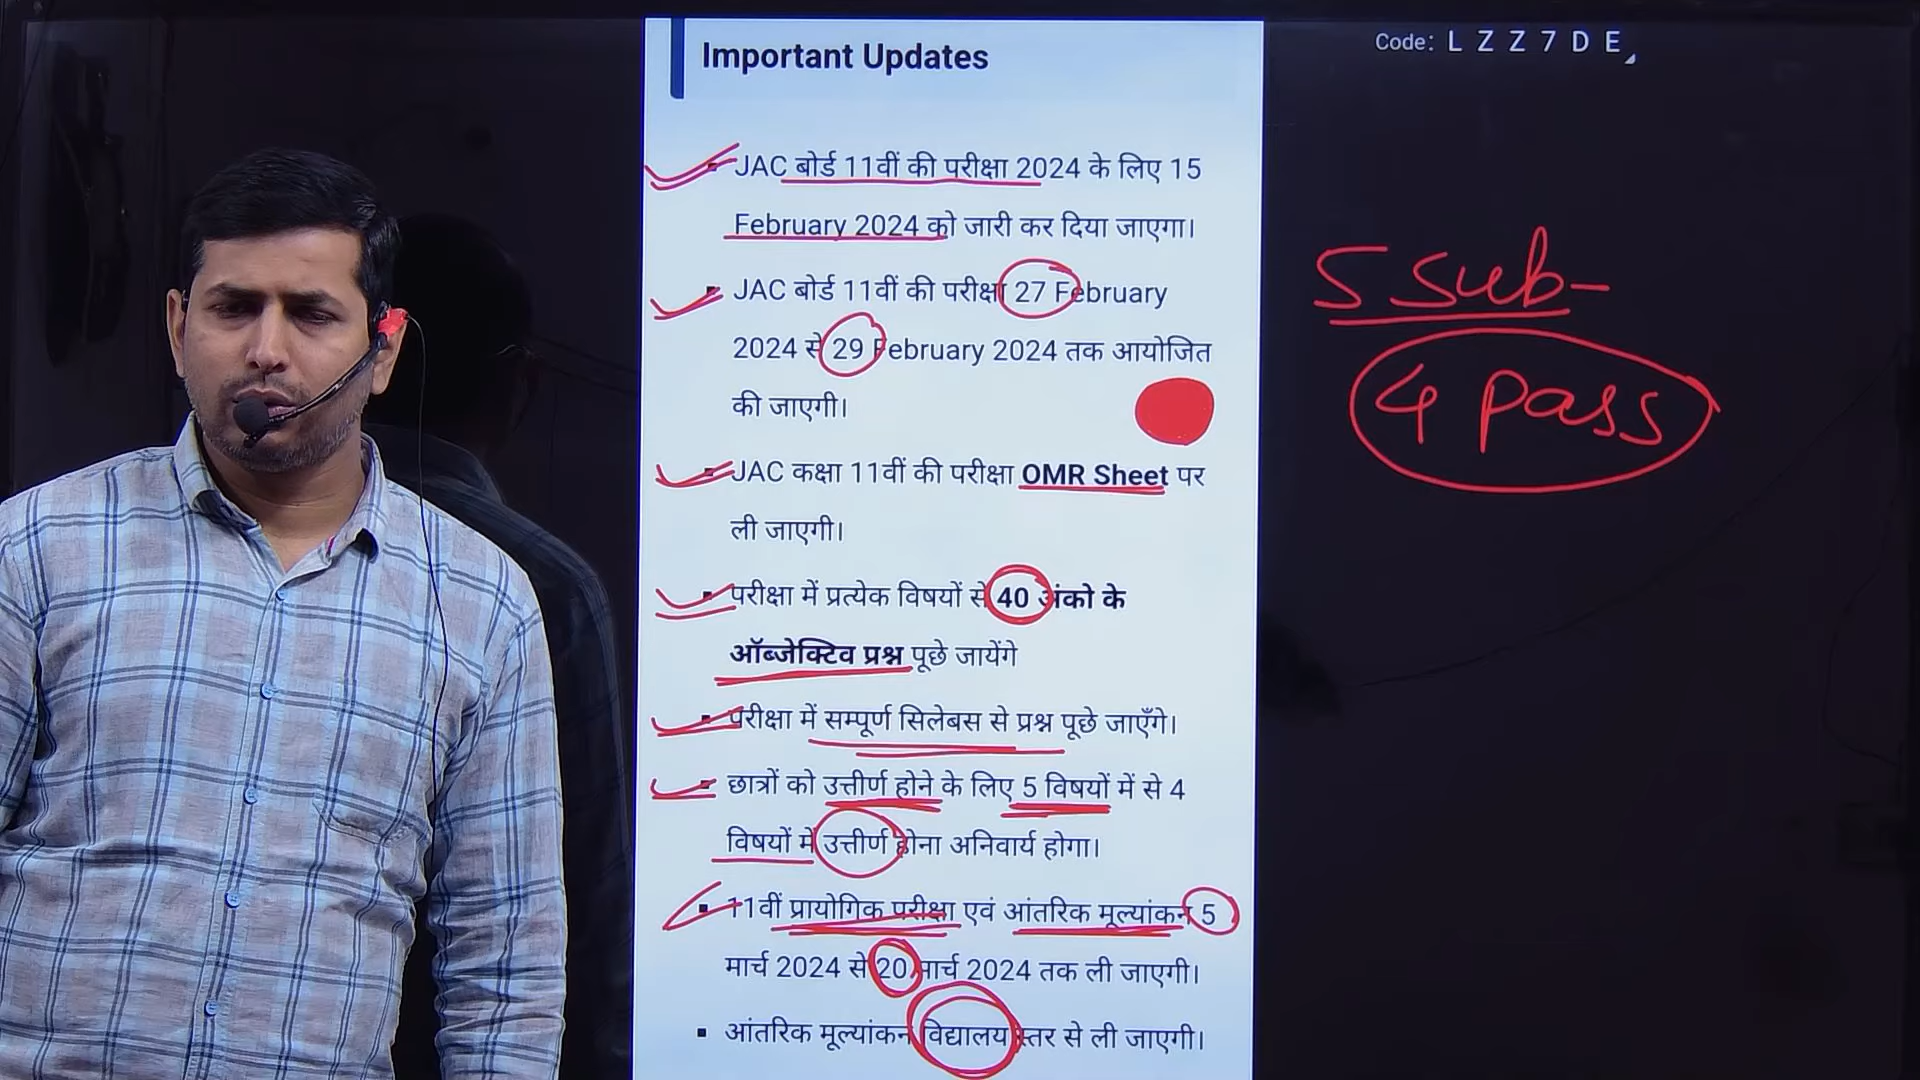 Important Updates
Code: L Z Z 7 D E
JAC बोर्ड 11वीं की परीक्षा 2024 के लिए 15
February 2024 को जारी कर दिया जाएगा।
JAC बोर्ड 11वीं की परीक्षा 27 February
2024 से 29 February 2024 तक आयोजित
की जाएगी।
JAC कक्षा 11वीं की परीक्षा OMR Sheet पर
ली जाएगी।
परीक्षा में प्रत्येक विषयों से 40 अंको के
ऑब्जेक्टिव प्रश्न पूछे जायेंगे
परीक्षा में सम्पूर्ण सिलेबस से प्रश्न पूछे जाएँगे।
छात्रों को उत्तीर्ण होने के लिए 5 विषयों में से 4
विषयों में उत्तीर्ण होना अनिवार्य होगा।
11वीं प्रायोगिक परीक्षा एवं आंतरिक मूल्यांकन 5
मार्च 2024 से 20 मार्च 2024 तक ली जाएगी।
आंतरिक मूल्यांकन विद्यालय स्तर से ली जाएगी।
5 Sub-
4 pass